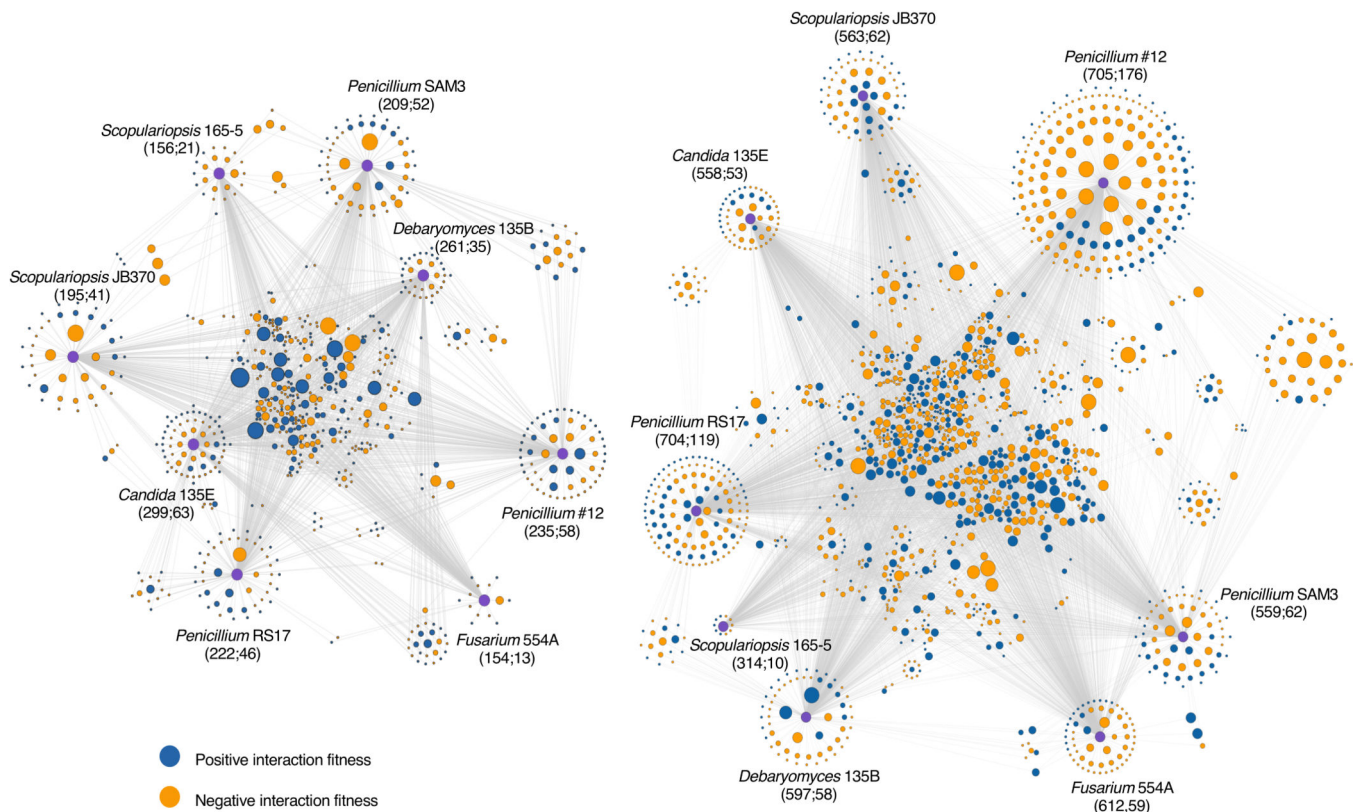 Penicillium SAM3
(209;52)
Scopulariopsis 165-5
(156;21)
Debaryomyces 135B
(261;35)
Scopulariopsis JB370
(195;41)
Candida 135E
(299;63)
Penicillium #12
(235;58)
Penicillium RS17
(222;46)
Fusarium 554A
(154;13)
Positive interaction fitness
Negative interaction fitness
Scopulariopsis JB370
(563;62)
Penicillium #12
(705;176)
Candida 135E
(558;53)
Penicillium RS17
(704;119)
Penicillium SAM3
(559;62)
Scopulariopsis 165-5
(314;10)
Debaryomyces 135B
(597;58)
Fusarium 554A
(612,59)